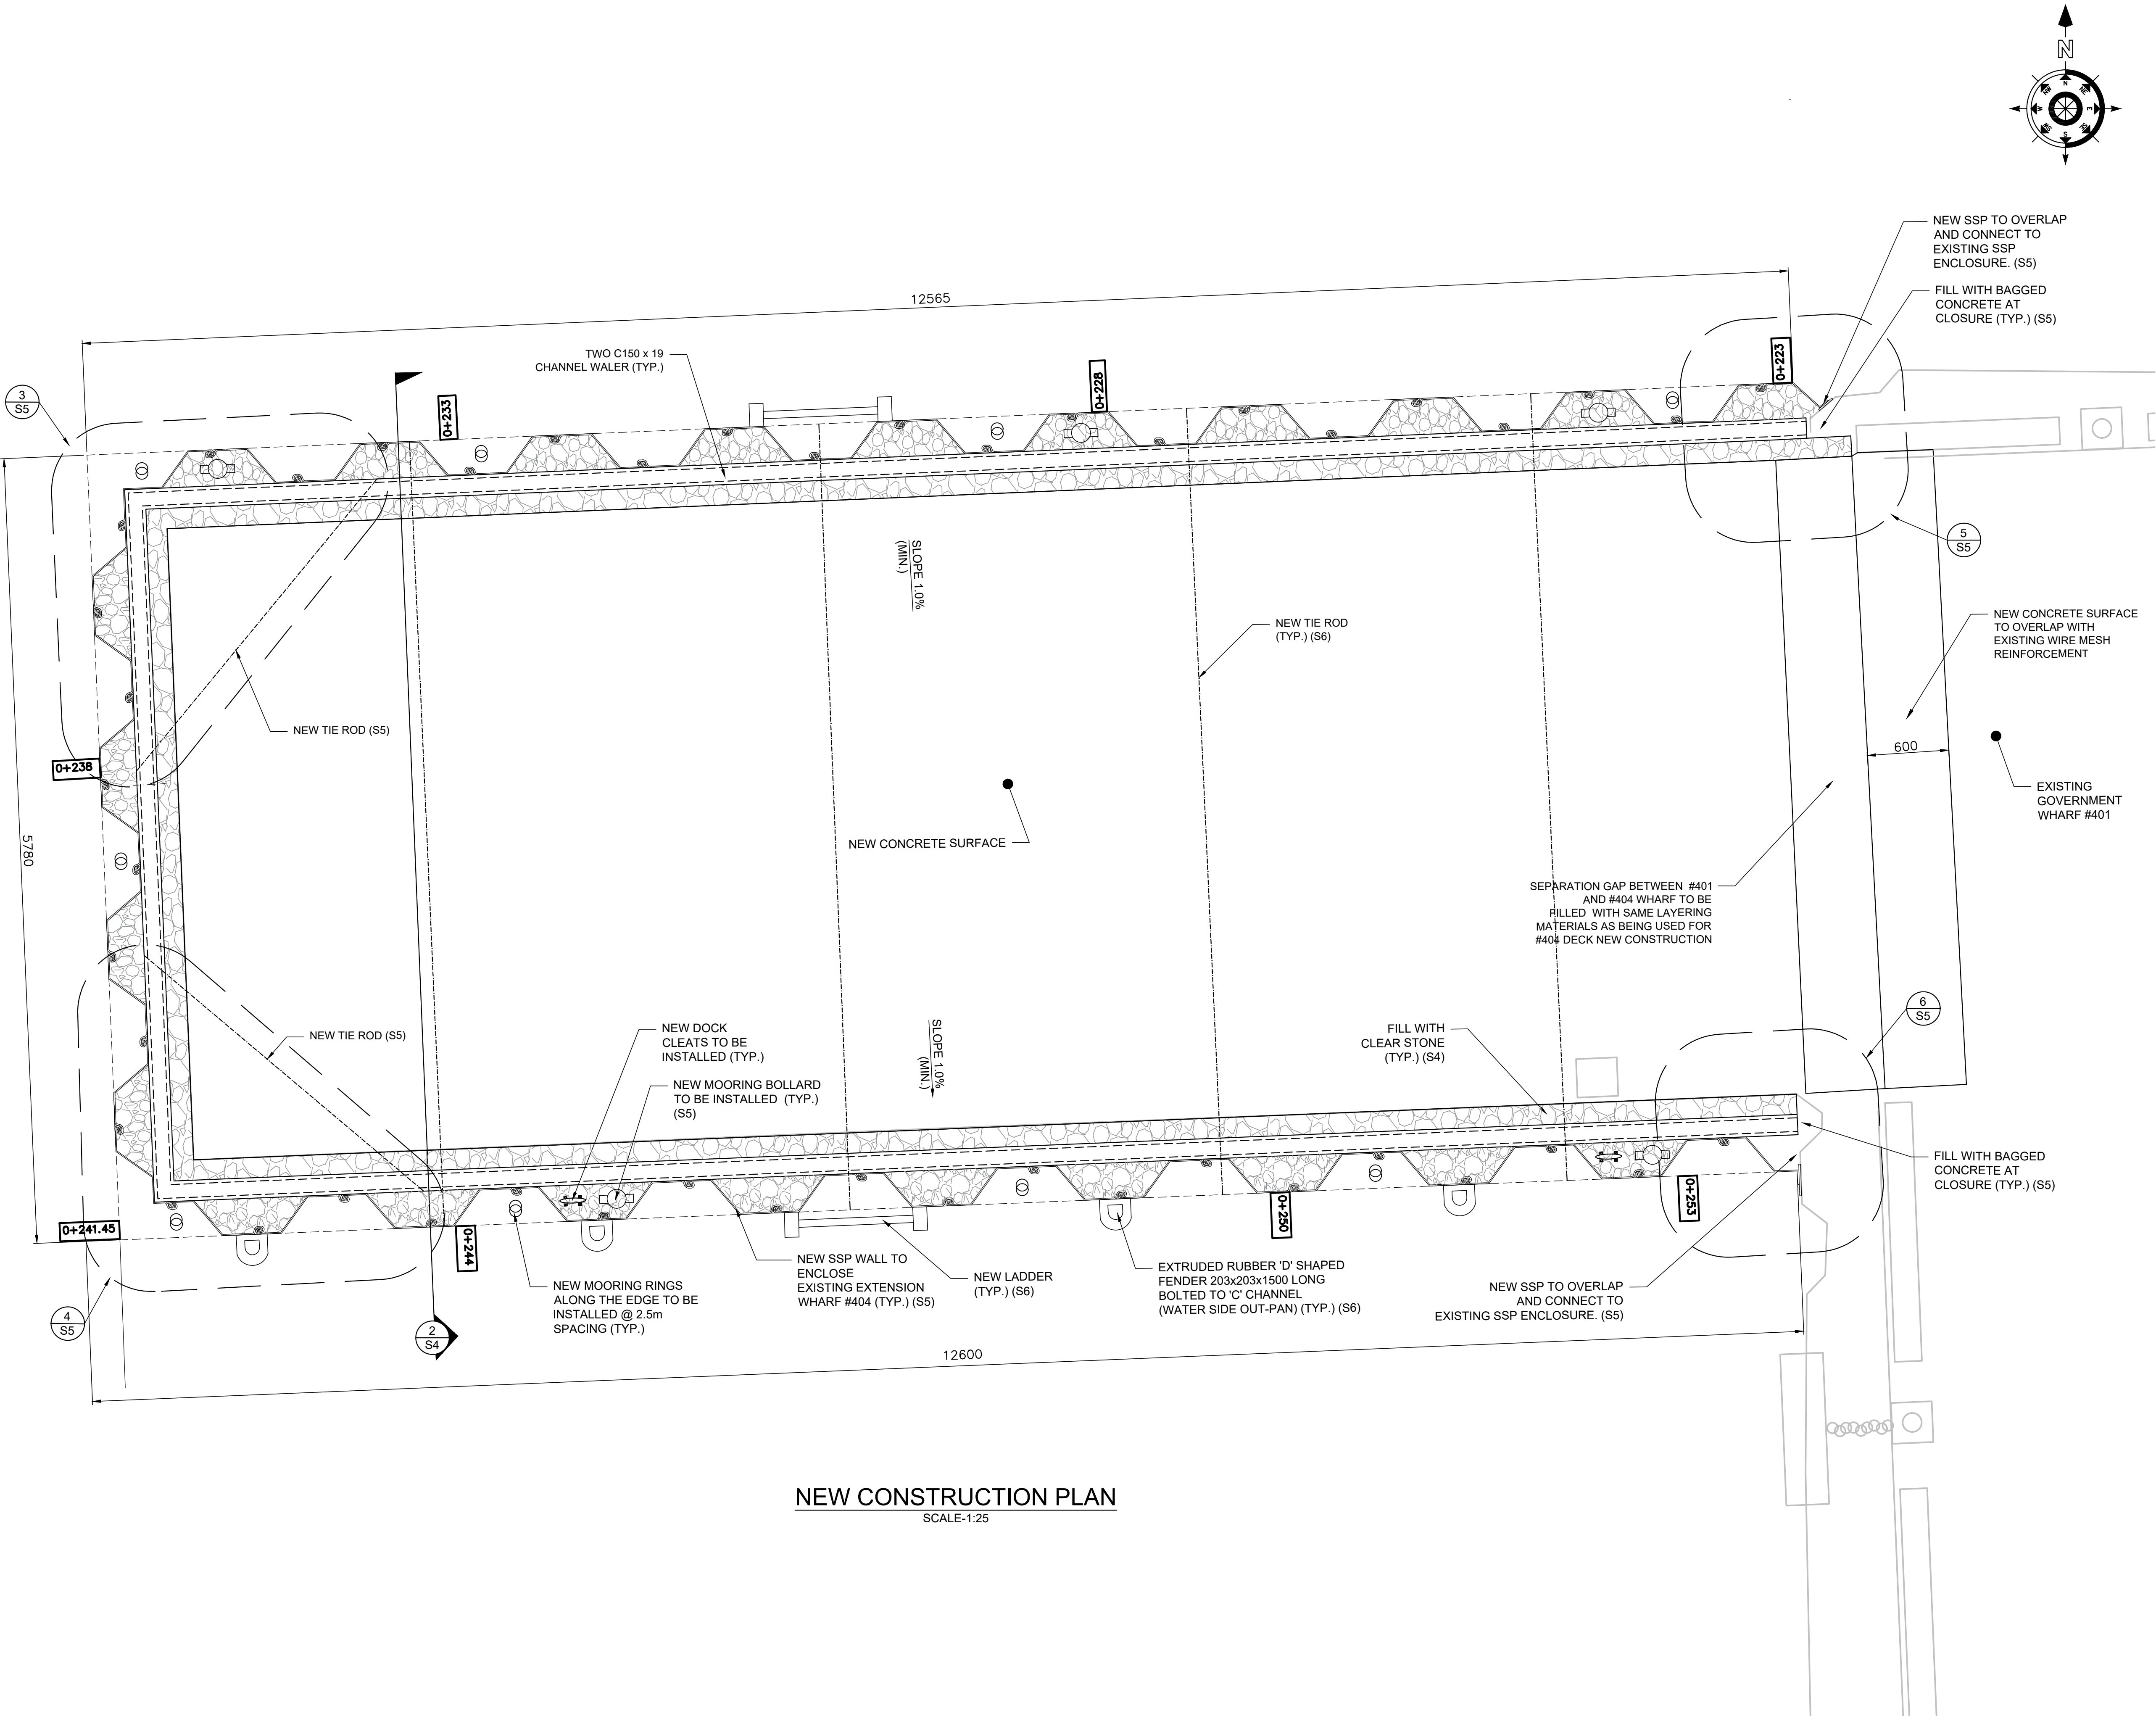 N
N
NE
E
SE
S
SW
W
NW
NEW SSP TO OVERLAP
AND CONNECT TO
EXISTING SSP
ENCLOSURE. (S5)
FILL WITH BAGGED
CONCRETE AT
CLOSURE (TYP.) (S5)
12565
TWO C150 x 19
CHANNEL WALER (TYP.)
0+223
0+228
0+233
3
S5
5
S5
SLOPE 1.0%
(MIN.)
NEW TIE ROD
(TYP.) (S6)
NEW CONCRETE SURFACE
TO OVERLAP WITH
EXISTING WIRE MESH
REINFORCEMENT
NEW TIE ROD (S5)
600
0+238
EXISTING
GOVERNMENT
WHARF #401
5780
NEW CONCRETE SURFACE
SEPARATION GAP BETWEEN #401
AND #404 WHARF TO BE
FILLED WITH SAME LAYERING
MATERIALS AS BEING USED FOR
#404 DECK NEW CONSTRUCTION
6
S5
NEW TIE ROD (S5)
NEW DOCK
CLEATS TO BE
INSTALLED (TYP.)
SLOPE 1.0%
(MIN.)
FILL WITH
CLEAR STONE
(TYP.) (S4)
NEW MOORING BOLLARD
TO BE INSTALLED (TYP.)
(S5)
FILL WITH BAGGED
CONCRETE AT
CLOSURE (TYP.) (S5)
0+241.45
0+244
0+250
0+253
NEW MOORING RINGS
ALONG THE EDGE TO BE
INSTALLED @ 2.5m
SPACING (TYP.)
NEW SSP WALL TO
ENCLOSE
EXISTING EXTENSION
WHARF #404 (TYP.) (S5)
NEW LADDER
(TYP.) (S6)
EXTRUDED RUBBER 'D' SHAPED
FENDER 203x203x1500 LONG
BOLTED TO 'C' CHANNEL
(WATER SIDE OUT-PAN) (TYP.) (S6)
NEW SSP TO OVERLAP
AND CONNECT TO
EXISTING SSP ENCLOSURE. (S5)
4
S5
2
S4
12600
NEW CONSTRUCTION PLAN
SCALE-1:25